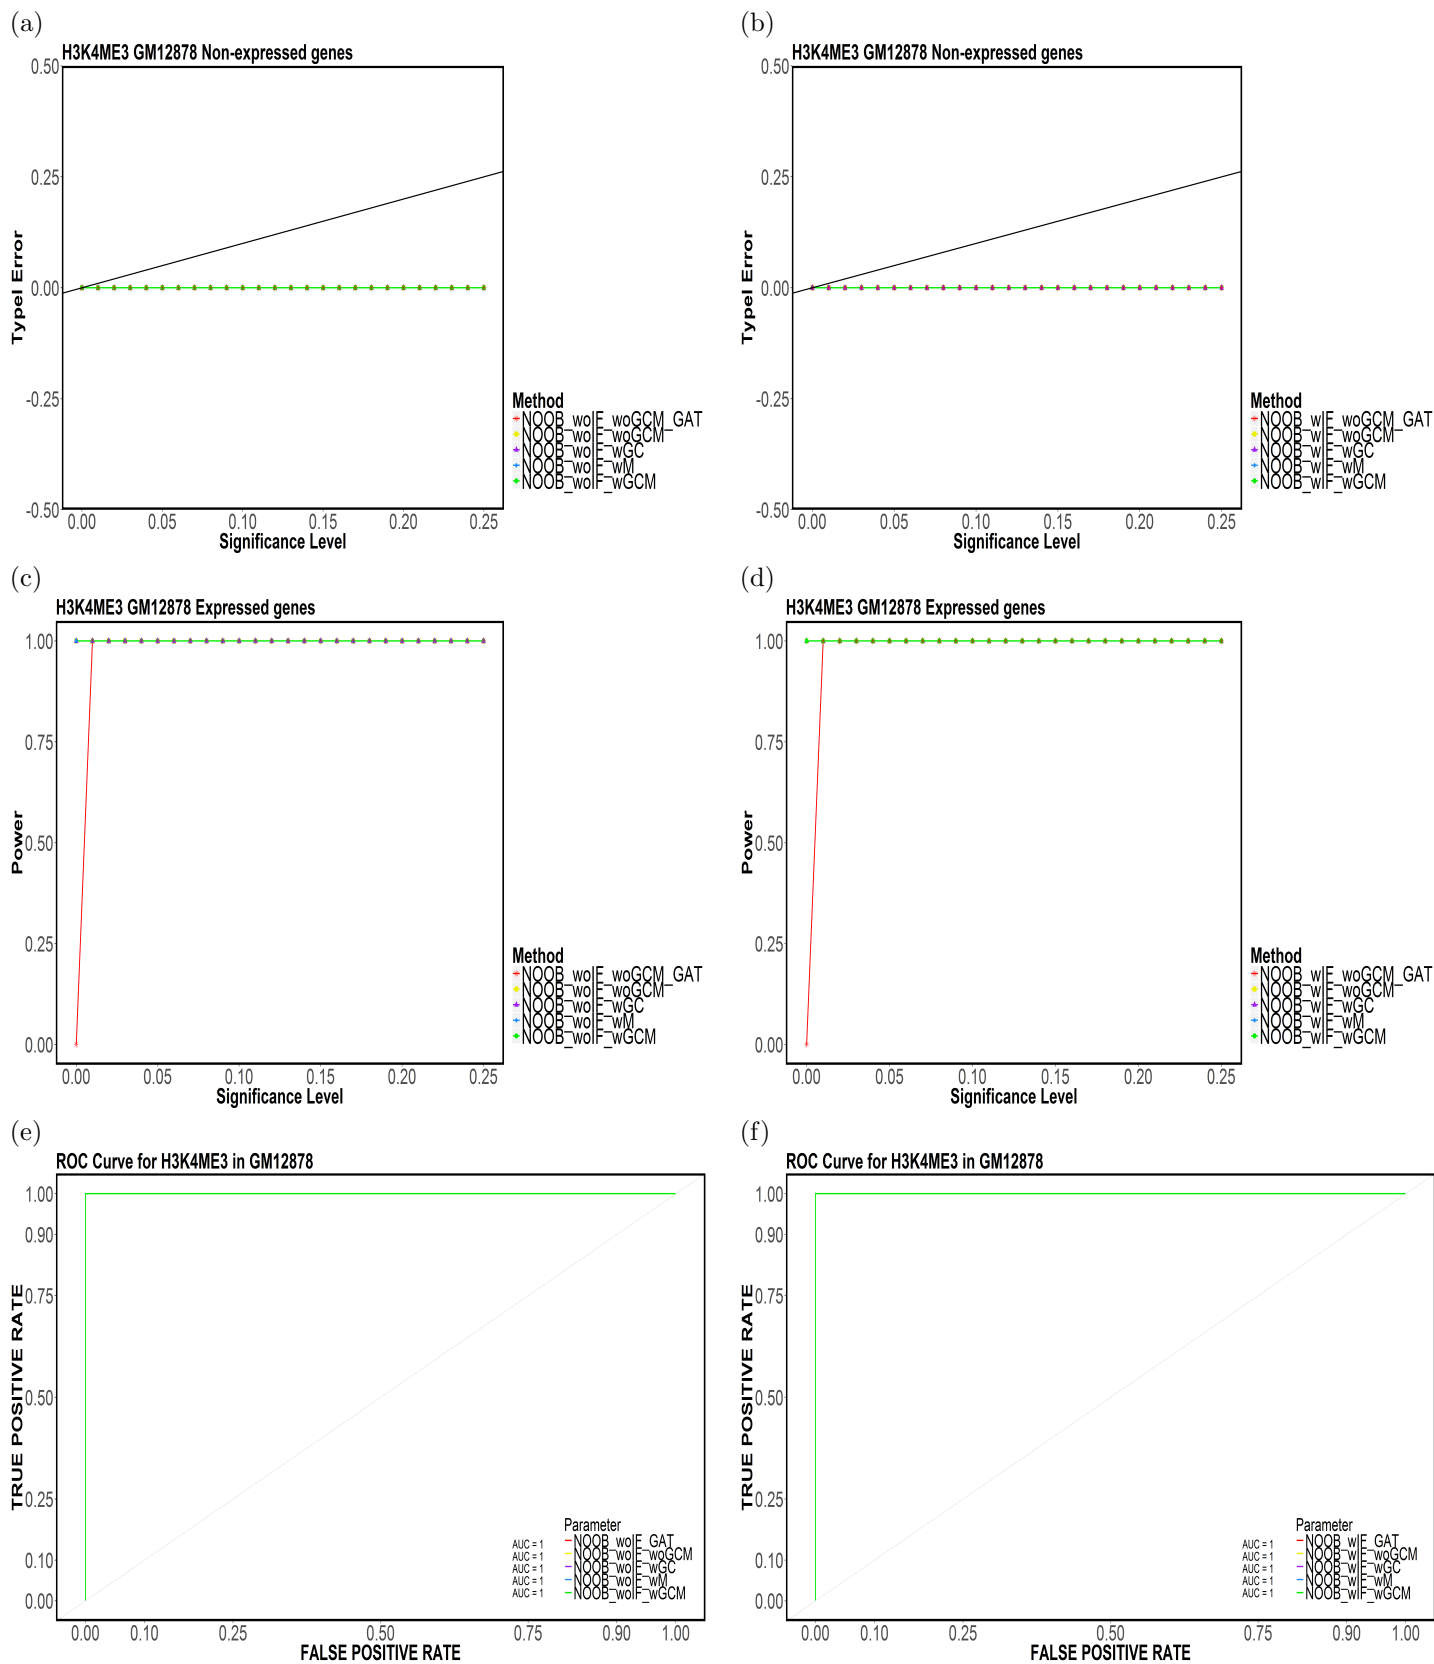 (a)
H3K4ME3 GM12878 Non-expressed genes
0.50
0.25
0.00
-0.25
-0.50
TypeI Error
0.00 0.05 0.10 0.15 0.20 0.25
Significance Level
Method
NOOB_woIF_woGCM_GAT
NOOB_woIF_woGCM
NOOB_woIF_wGC
NOOB_woIF_wM
NOOB_woIF_wGCM
(b)
H3K4ME3 GM12878 Non-expressed genes
0.50
0.25
0.00
-0.25
-0.50
TypeI Error
0.00 0.05 0.10 0.15 0.20 0.25
Significance Level
Method
NOOB_wIF_woGCM_GAT
NOOB_wIF_woGCM
NOOB_wIF_wGC
NOOB_wIF_wM
NOOB_wIF_wGCM
(c)
H3K4ME3 GM12878 Expressed genes
1.00
0.75
0.50
0.25
0.00
Power
0.00 0.05 0.10 0.15 0.20 0.25
Significance Level
Method
NOOB_woIF_woGCM_GAT
NOOB_woIF_woGCM
NOOB_woIF_wGC
NOOB_woIF_wM
NOOB_woIF_wGCM
(d)
H3K4ME3 GM12878 Expressed genes
1.00
0.75
0.50
0.25
0.00
Power
0.00 0.05 0.10 0.15 0.20 0.25
Significance Level
Method
NOOB_wIF_woGCM_GAT
NOOB_wIF_woGCM
NOOB_wIF_wGC
NOOB_wIF_wM
NOOB_wIF_wGCM
(e)
ROC Curve for H3K4ME3 in GM12878
1.00
0.90
0.75
0.50
0.25
0.10
0.00
TRUE POSITIVE RATE
0.00 0.10 0.25 0.50 0.75 0.90 1.00
FALSE POSITIVE RATE
Parameter
AUC = 1 NOOB_woIF_GAT
AUC = 1 NOOB_woIF_woGCM
AUC = 1 NOOB_woIF_wGC
AUC = 1 NOOB_woIF_wM
AUC = 1 NOOB_woIF_wGCM
(f)
ROC Curve for H3K4ME3 in GM12878
1.00
0.90
0.75
0.50
0.25
0.10
0.00
TRUE POSITIVE RATE
0.00 0.10 0.25 0.50 0.75 0.90 1.00
FALSE POSITIVE RATE
Parameter
AUC = 1 NOOB_wIF_GAT
AUC = 1 NOOB_wIF_woGCM
AUC = 1 NOOB_wIF_wGC
AUC = 1 NOOB_wIF_wM
AUC = 1 NOOB_wIF_wGCM